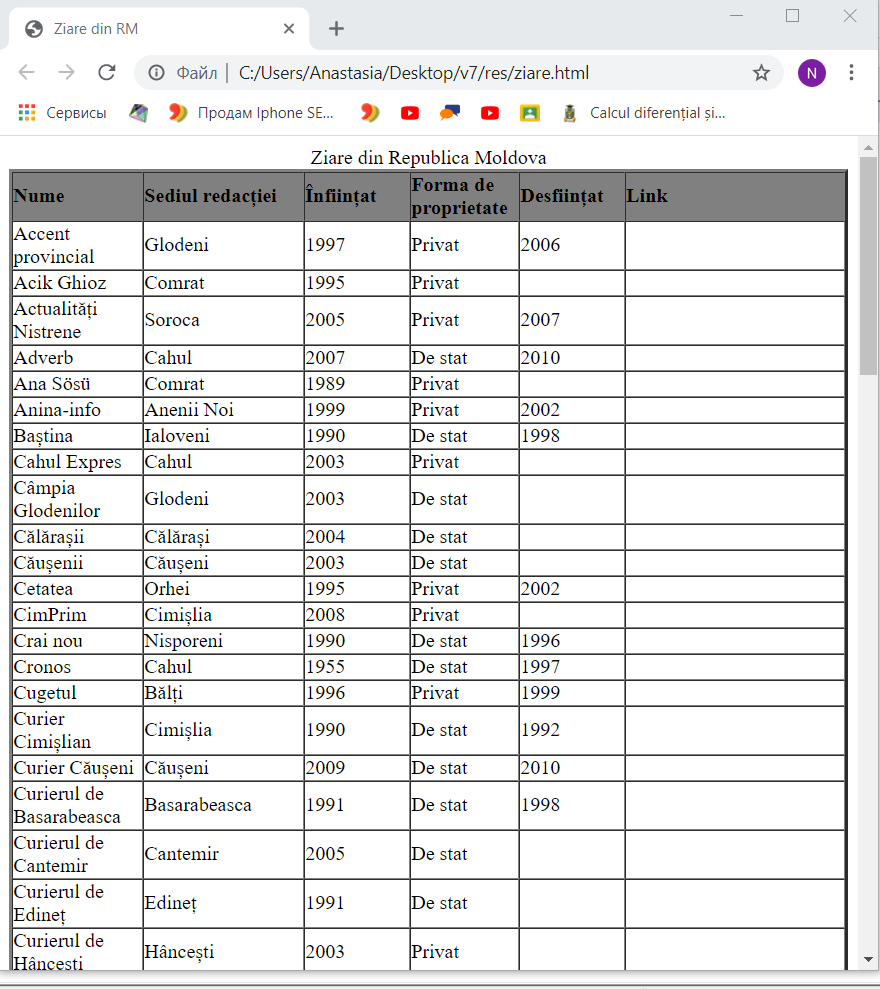 Ziare din RM
Файл | C:/Users/Anastasia/Desktop/v7/res/ziare.html N
Сервисы Продам Iphone SE... Calcul diferențial și...
Ziare din Republica Moldova
Nume Sediul redacției Înființat Forma de proprietate Desființat Link
Accent provincial Glodeni 1997 Privat 2006
Acik Ghioz Comrat 1995 Privat
Actualități Nistrene Soroca 2005 Privat 2007
Adverb Cahul 2007 De stat 2010
Ana Sösü Comrat 1989 Privat
Anina-info Anenii Noi 1999 Privat 2002
Baștina Ialoveni 1990 De stat 1998
Cahul Expres Cahul 2003 Privat
Câmpia Glodenilor Glodeni 2003 De stat
Călărașii Călărași 2004 De stat
Căușenii Căușeni 2003 De stat
Cetatea Orhei 1995 Privat 2002
CimPrim Cimișlia 2008 Privat
Crai nou Nisporeni 1990 De stat 1996
Cronos Cahul 1955 De stat 1997
Cugetul Bălți 1996 Privat 1999
Curier Cimișlian Cimișlia 1990 De stat 1992
Curier Căușeni Căușeni 2009 De stat 2010
Curierul de Basarabeasca Basarabeasca 1991 De stat 1998
Curierul de Cantemir Cantemir 2005 De stat
Curierul de Edineț Edineț 1991 De stat
Curierul de Hâncești Hâncești 2003 Privat